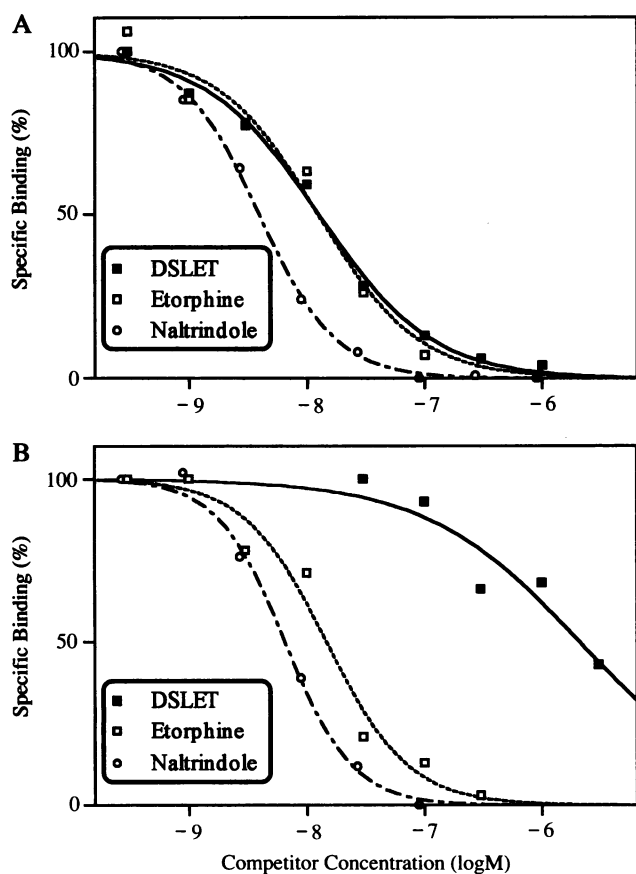 A
Specific Binding (%)
100
50
0
DSLET
Etorphine
Naltrindole
−9
−8
−7
−6
B
Specific Binding (%)
100
50
0
DSLET
Etorphine
Naltrindole
−9
−8
−7
−6
Competitor Concentration (logM)